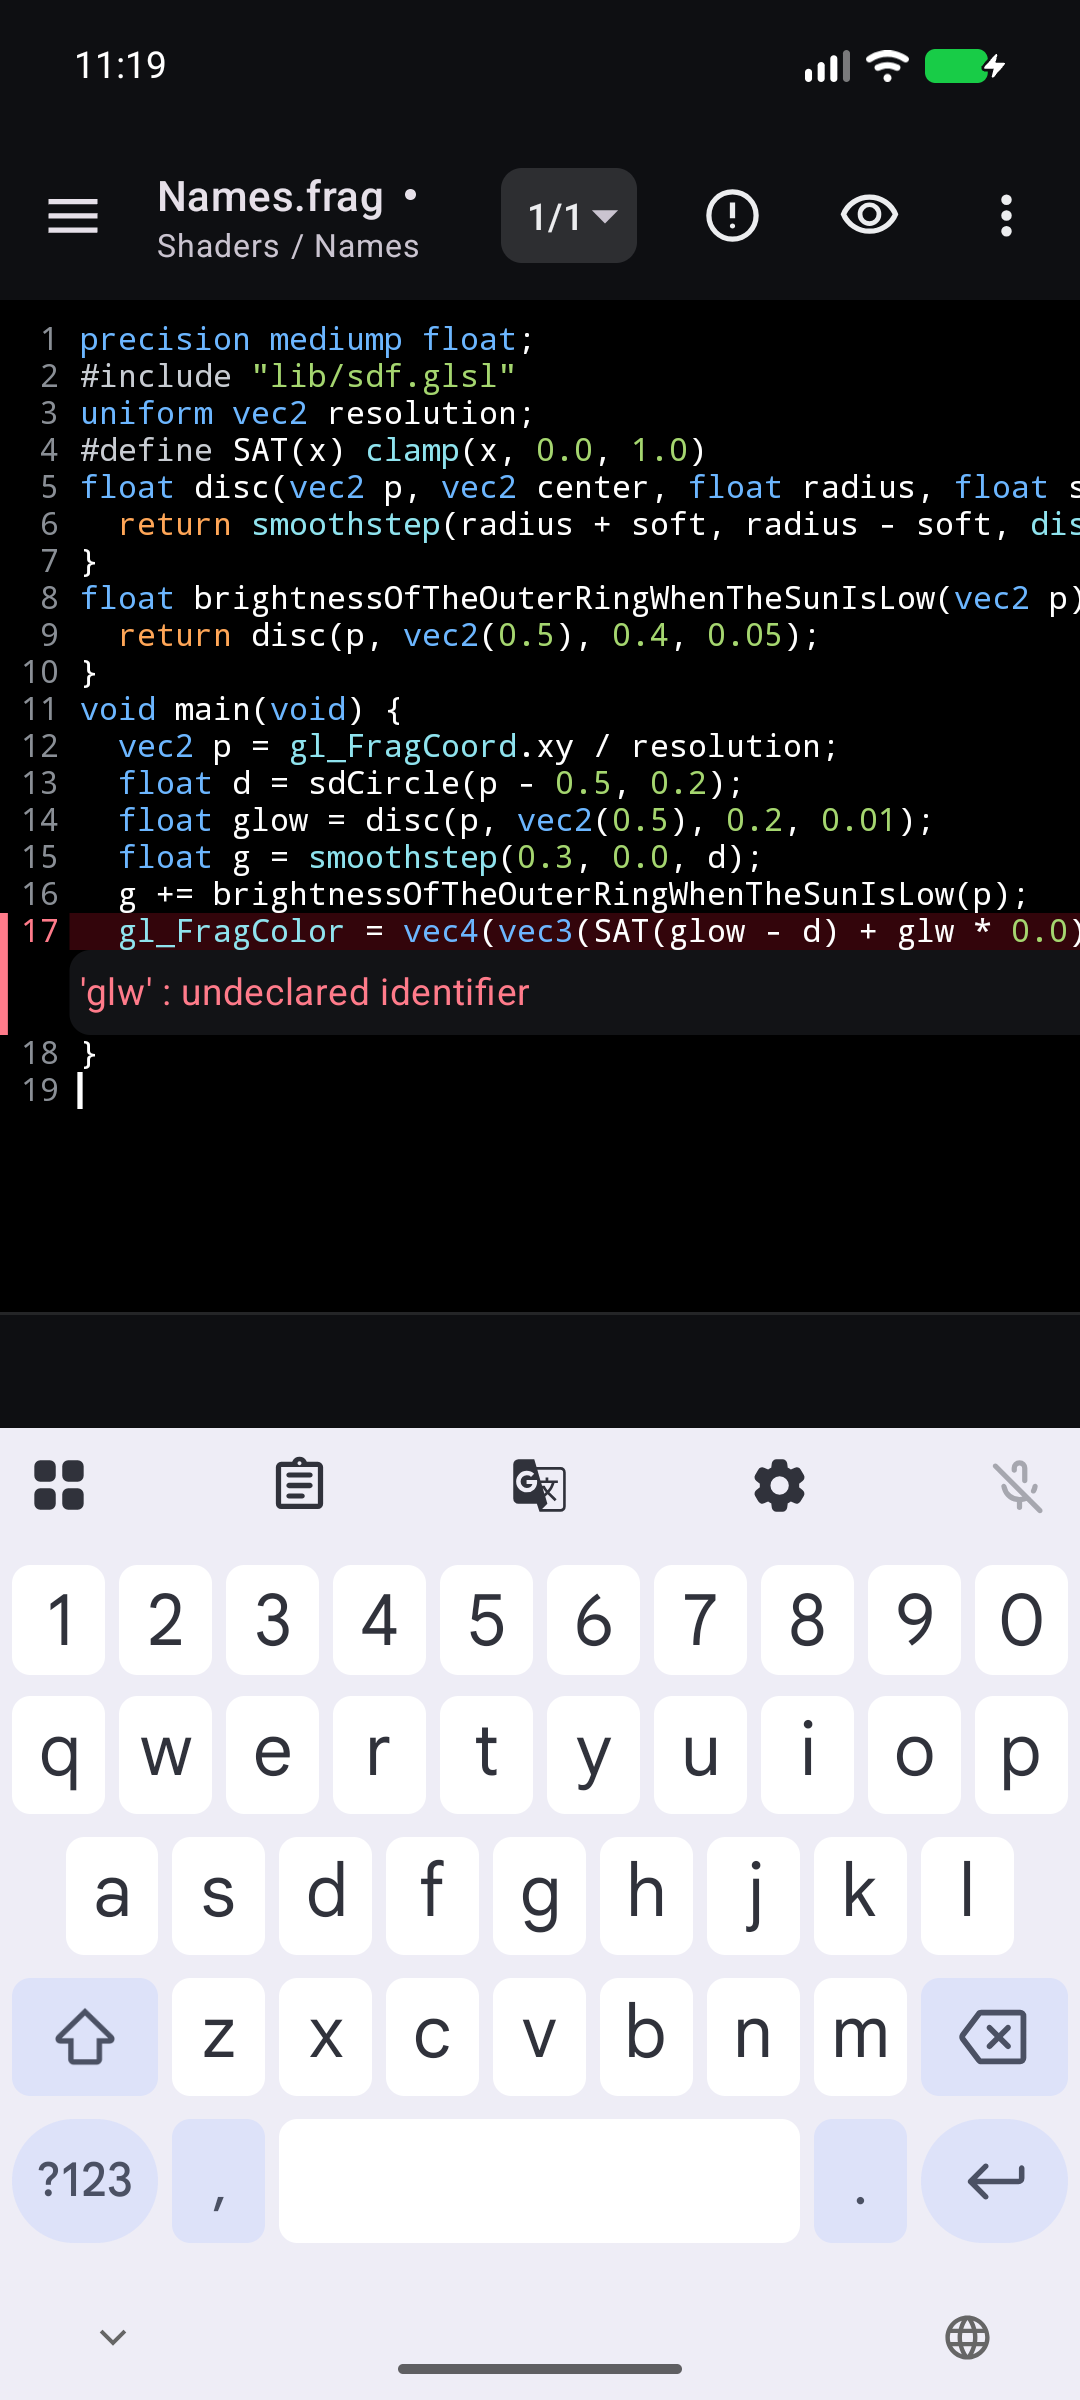 11:19
Names.frag •
Shaders / Names
1/1
1 precision mediump float;
2 #include "lib/sdf.glsl"
3 uniform vec2 resolution;
4 #define SAT(x) clamp(x, 0.0, 1.0)
5 float disc(vec2 p, vec2 center, float radius, float s
6   return smoothstep(radius + soft, radius - soft, dis
7 }
8 float brightnessOfTheOuterRingWhenTheSunIsLow(vec2 p)
9   return disc(p, vec2(0.5), 0.4, 0.05);
10 }
11 void main(void) {
12   vec2 p = gl_FragCoord.xy / resolution;
13   float d = sdCircle(p - 0.5, 0.2);
14   float glow = disc(p, vec2(0.5), 0.2, 0.01);
15   float g = smoothstep(0.3, 0.0, d);
16   g += brightnessOfTheOuterRingWhenTheSunIsLow(p);
17   gl_FragColor = vec4(vec3(SAT(glow - d) + glw * 0.0)
'glw' : undeclared identifier
18 }
19
1 2 3 4 5 6 7 8 9 0
q w e r t y u i o p
a s d f g h j k l
z x c v b n m
?123 , .